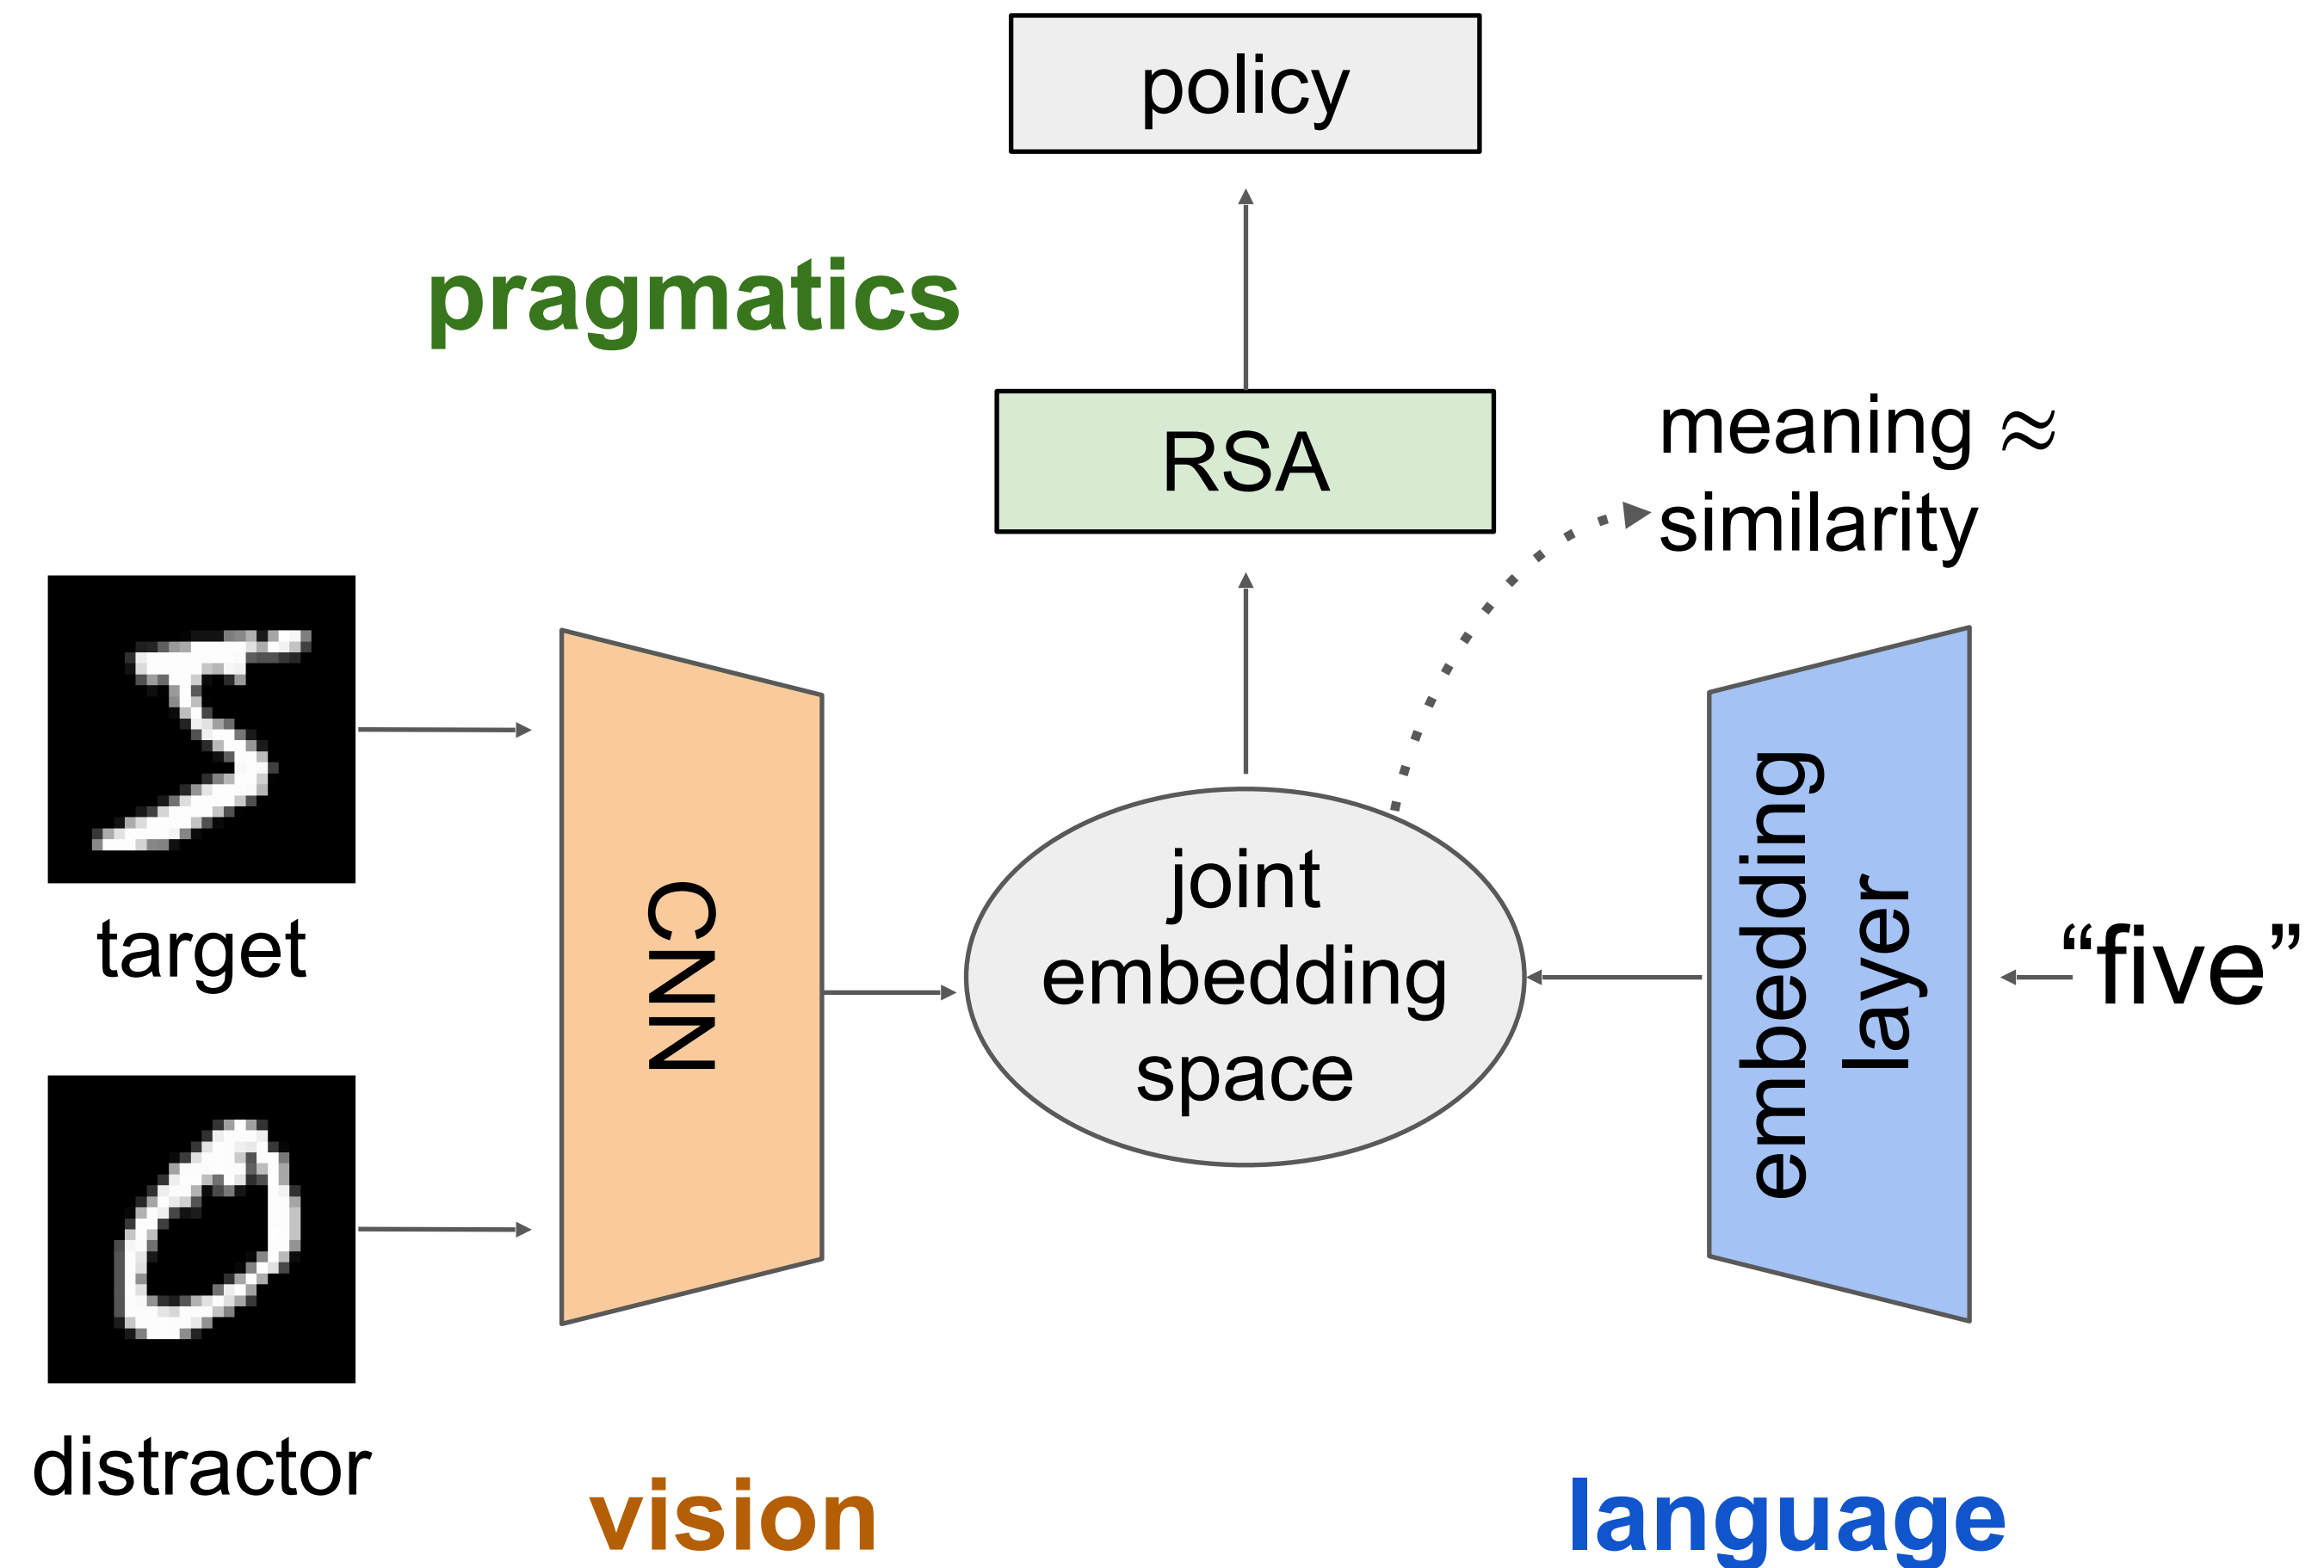 policy
pragmatics
RSA
meaning ≈
similarity
target
distractor
CNN
joint
embedding
space
embedding
layer
“five”
vision
language